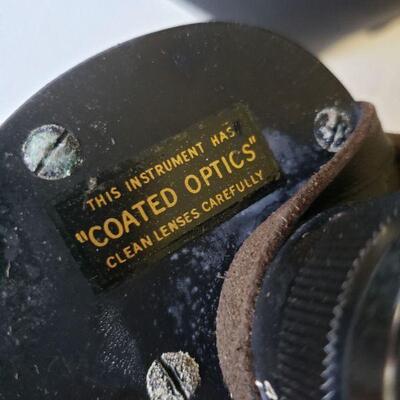 THIS INSTRUMENT HAS
"COATED OPTICS"
CLEAN LENSES CAREFULLY